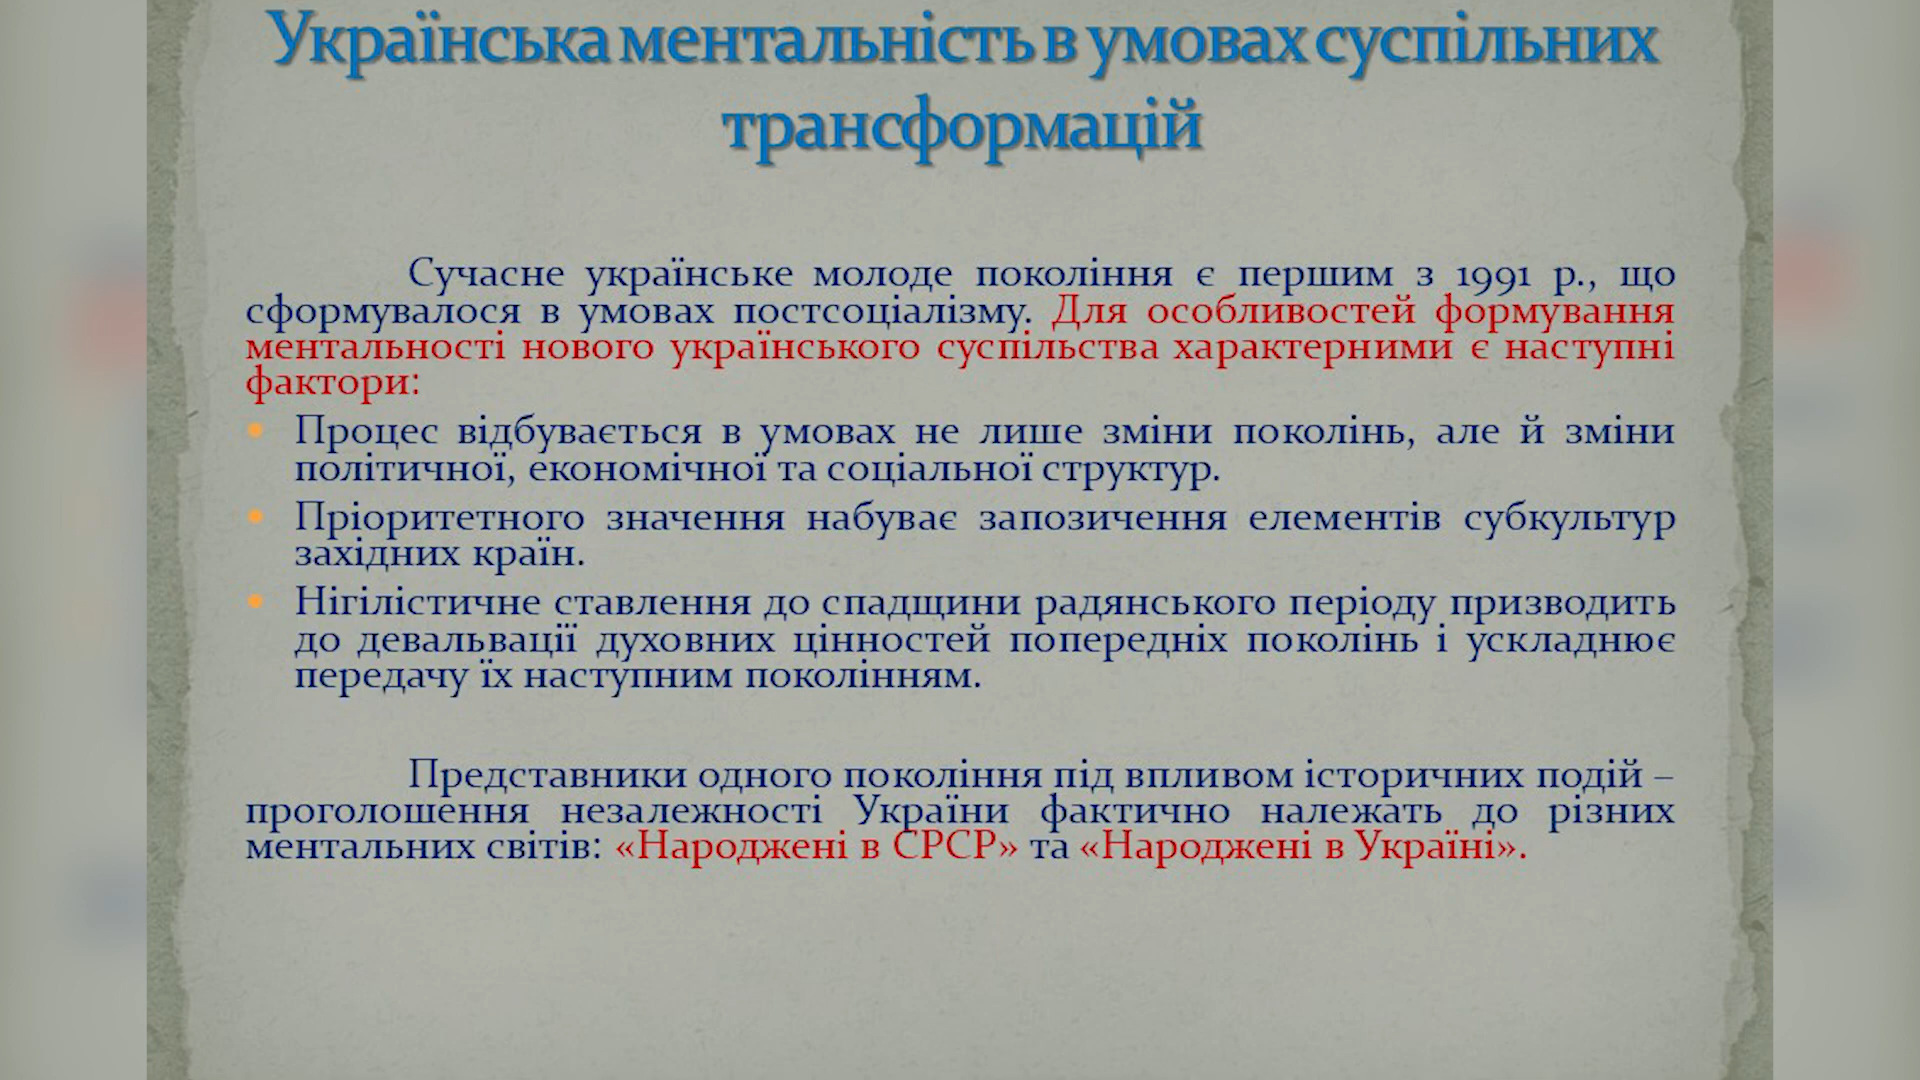 Українська ментальність в умовах суспільних
трансформацій
Сучасне українське молоде покоління є першим з 1991 р., що
сформувалося в умовах постсоціалізму. Для особливостей формування
ментальності нового українського суспільства характерними є наступні
фактори:
• Процес відбувається в умовах не лише зміни поколінь, але й зміни
політичної, економічної та соціальної структур.
• Пріоритетного значення набуває запозичення елементів субкультур
західних країн.
• Нігілістичне ставлення до спадщини радянського періоду призводить
до девальвації духовних цінностей попередніх поколінь і ускладнює
передачу їх наступним поколінням.
Представники одного покоління під впливом історичних подій –
проголошення незалежності України фактично належать до різних
ментальних світів: «Народжені в СРСР» та «Народжені в Україні».